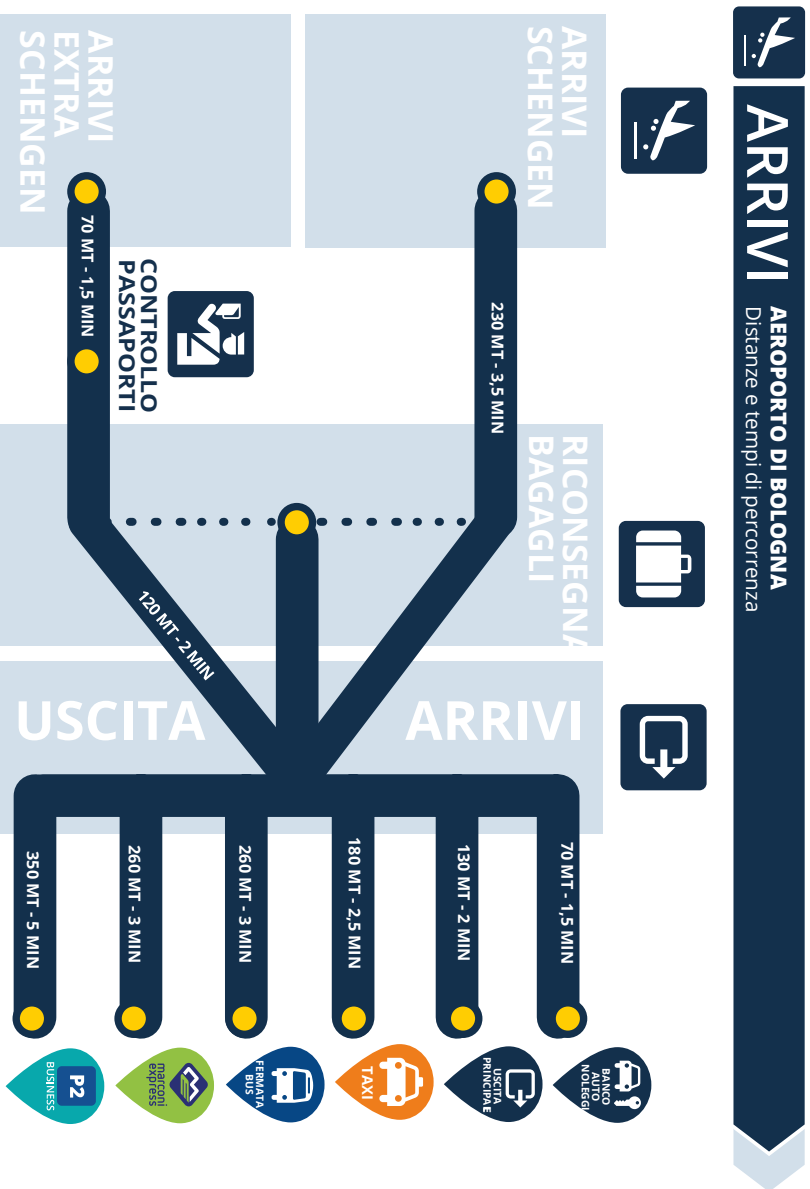 ARRIVI
AEROPORTO DI BOLOGNA
Distanze e tempi di percorrenza
ARRIVI
SCHENGEN
230 MT - 3,5 MIN
RICONSEGNA
BAGAGLI
ARRIVI
EXTRA
SCHENGEN
70 MT - 1,5 MIN
CONTROLLO
PASSAPORTI
120 MT - 2 MIN
USCITA
ARRIVI
70 MT - 1,5 MIN
BANCO
AUTO
NOLEGGI
130 MT - 2 MIN
USCITA
PRINCIPAE
180 MT - 2,5 MIN
TAXI
260 MT - 3 MIN
FERMATA
BUS
260 MT - 3 MIN
marconi
express
350 MT - 5 MIN
P2
BUSINESS